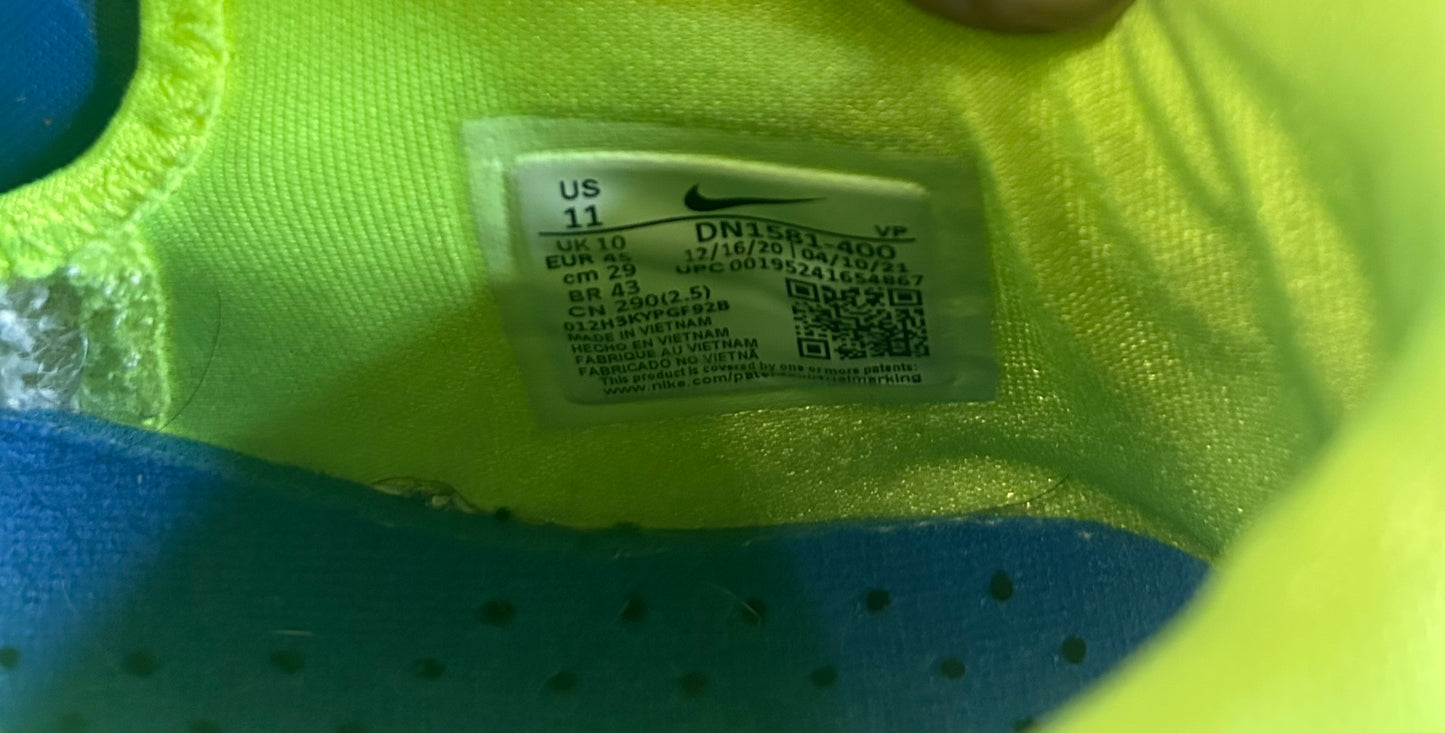 US
11
UK 10
EUR 45
cm 29
BR 43
CN 290(2.5)
012H3KYPGF92B
MADE IN VIETNAM
HECHO EN VIETNAM
FABRIQUE AU VIETNAM
FABRICADO NO VIETNÃ
VP
DN1581-400
12/16/20 | 04/10/21
UPC 00195241654867
This product is covered by one or more patents:
www.nike.com/